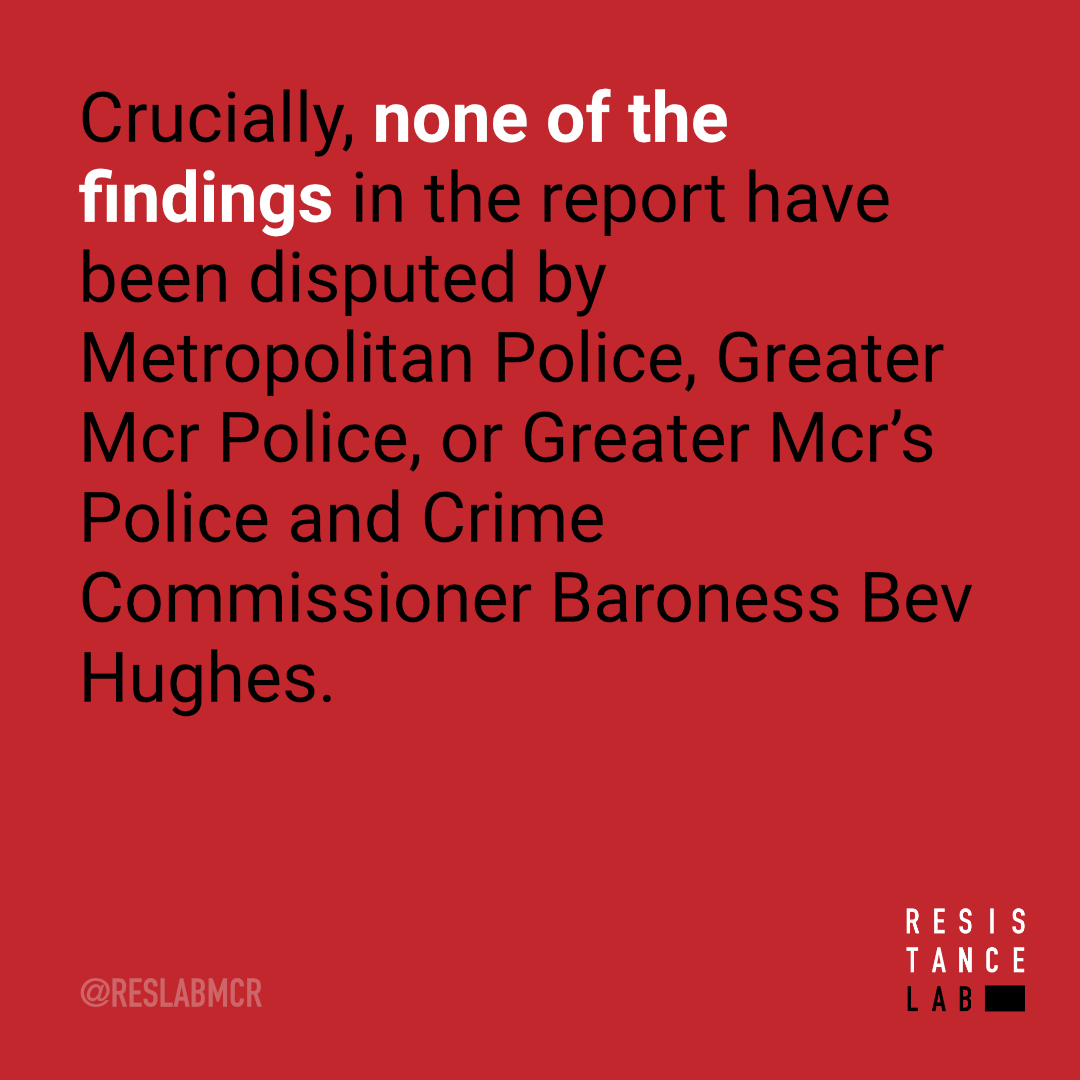 Crucially, none of the
findings in the report have
been disputed by
Metropolitan Police, Greater
Mcr Police, or Greater Mcr’s
Police and Crime
Commissioner Baroness Bev
Hughes.
@RESLABMCR
RESIS
TANCE
LAB